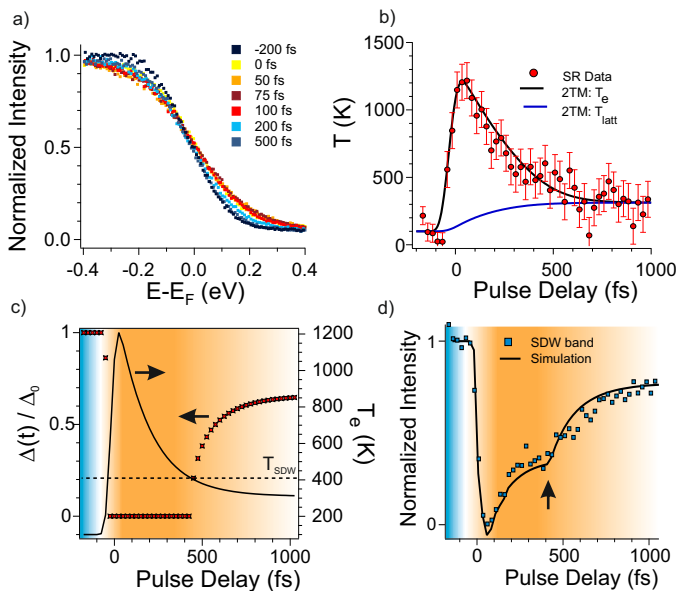 a)
Normalized Intensity
1.0
0.5
0.0
-200 fs
0 fs
50 fs
75 fs
100 fs
200 fs
500 fs
-0.4 -0.2 0.0 0.2 0.4
E-E_F (eV)
b)
T (K)
1500
1000
500
0
SR Data
2TM: T_e
2TM: T_latt
0 500 1000
Pulse Delay (fs)
c)
Δ(t) / Δ_0
1
0.5
0
1200
1000
800
600
400
200
T_e (K)
T_SDW
0 500 1000
Pulse Delay (fs)
d)
Normalized Intensity
1
0
SDW band
Simulation
0 500 1000
Pulse Delay (fs)